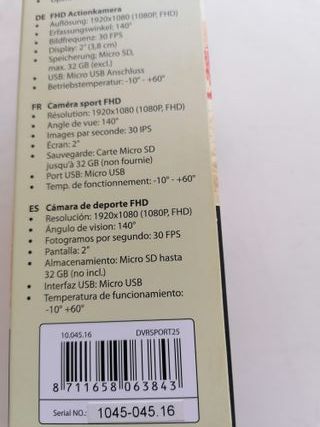 DE FHD Actionkamera
• Auflösung: 1920x1080 (1080P, FHD)
• Erfassungswinkel: 140°
• Bildfrequenz: 30 FPS
• Display: 2" (3,8 cm)
• Speicherung: Micro SD,
max. 32 GB (excl.)
• USB: Micro USB Anschluss
• Betriebstemperatur: -10° - +60°
FR Caméra sport FHD
• Résolution: 1920x1080 (1080P, FHD)
• Angle de vue: 140°
• Images par seconde: 30 IPS
• Écran: 2"
• Sauvegarde: Carte Micro SD
jusqu'à 32 GB (non fournie)
• Port USB: Micro USB
• Temp. de fonctionnement: -10° - +60°
ES Cámara de deporte FHD
• Resolución: 1920x1080 (1080P, FHD)
• Ángulo de vision: 140°
• Fotogramos por segundo: 30 FPS
• Pantalla: 2"
• Almacenamiento: Micro SD hasta
32 GB (no incl.)
• Interfaz USB: Micro USB
• Temperatura de funcionamiento:
-10° +60°
10.045.16 DVRSPORT25
8 711658 063843
Serial NO.: 1045-045.16